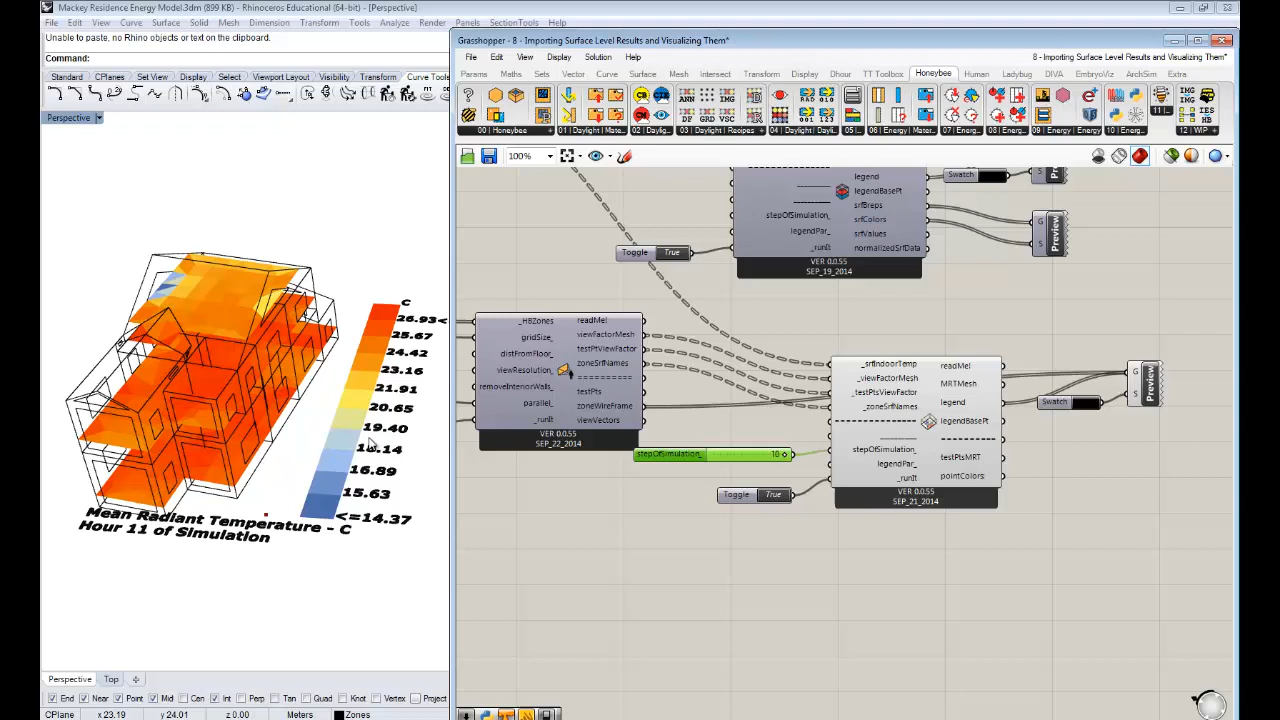 Mackey Residence Energy Model.3dm (899 KB) - Rhinoceros Educational (64-bit) - [Perspective]
File Edit View Curve Surface Solid Mesh Dimension Transform Tools Analyze Render Panels SectionTools Help
Unable to paste, no Rhino objects or text on the clipboard.
Command:
Standard CPlanes Set View Display Select Viewport Layout Visibility Transform Curve Tools
Perspective
C
26.93<
25.67
24.42
23.16
21.91
20.65
19.40
16.89
15.63
<=14.37
Mean Radiant Temperature - C
Hour 11 of Simulation
Perspective Top
End Near Point Mid Cen Int Perp Tan Quad Knot Vertex Project
CPlane x 23.19 y 24.01 z 0.00 Meters Zones
Grasshopper - 8 - Importing Surface Level Results and Visualizing Them*
File Edit View Display Solution Help
8 - Importing Surface Level Results and Visualizing Them*
Params Maths Sets Vector Curve Surface Mesh Intersect Transform Display Dhour TT Toolbox Honeybee Human Ladybug DIVA EmbryoViz ArchSim Extra
00 | Honeybee 01 | Daylight | Mate... 02 | Daylig... 03 | Daylight | Recipes 04 | Daylight | Dayli... 05 |... 06 | Energy | Mater... 07 | Energ... 08 | Energ... 09 | Energy | Energy 10 | Energ... 11 |... 12 | WIP
100%
legend
legendBasePt
srfBreps
stepOfSimulation_
srfColors
legendPar_
srfValues
_runIt
normalizedSrfData
VER 0.0.55
SEP_19_2014
Swatch
Preview
Toggle True
_HBZones
gridSize_
distFromFloor_
viewResolution_
removeInteriorWalls_
parallel_
_runIt
readMe!
viewFactorMesh
testPtViewFactor
zoneSrfNames
==========
testPts
zoneWireFrame
viewVectors
VER 0.0.55
SEP_22_2014
stepOfSimulation_ 10
Toggle True
_srfIndoorTemp
_viewFactorMesh
_testPtsViewFactor
_zoneSrfNames
stepOfSimulation_
legendPar_
_runIt
readMe!
MRTMesh
legend
legendBasePt
testPtsMRT
pointColors
VER 0.0.55
SEP_21_2014
Swatch
Preview